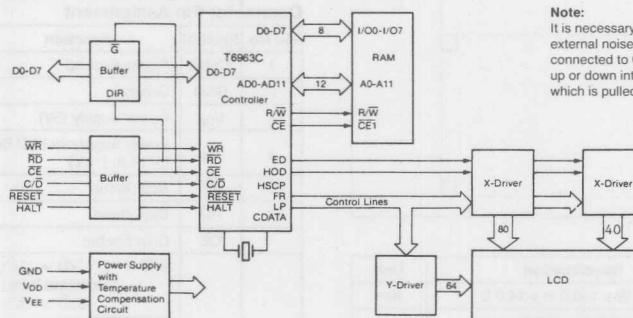 Note:
It is necessary
external noise
connected to
up or down in
which is pulled
G
Buffer
DIR
D0-D7
D0-D7
T6963C
Controller
D0-D7
AD0-AD11
R/W
CE
8
12
I/O0-I/O7
RAM
A0-A11
R/W
CE1
WR
RD
CE
C/D
RESET
HALT
Buffer
WR
RD
CE
C/D
RESET
HALT
ED
HOD
HSCP
FR
LP
CDATA
Control Lines
X-Driver
X-Driver
80
40
GND
VDD
VEE
Power Supply
with
Temperature
Compensation
Circuit
Y-Driver
64
LCD